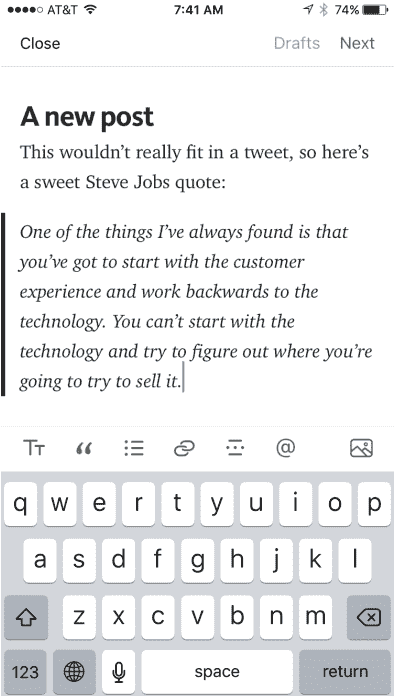 AT&T 7:41 AM 74%
Close Drafts Next
A new post
This wouldn’t really fit in a tweet, so here’s
a sweet Steve Jobs quote:
One of the things I’ve always found is that
you’ve got to start with the customer
experience and work backwards to the
technology. You can’t start with the
technology and try to figure out where you’re
going to try to sell it.
TT “ @
q w e r t y u i o p
a s d f g h j k l
z x c v b n m
123 space return